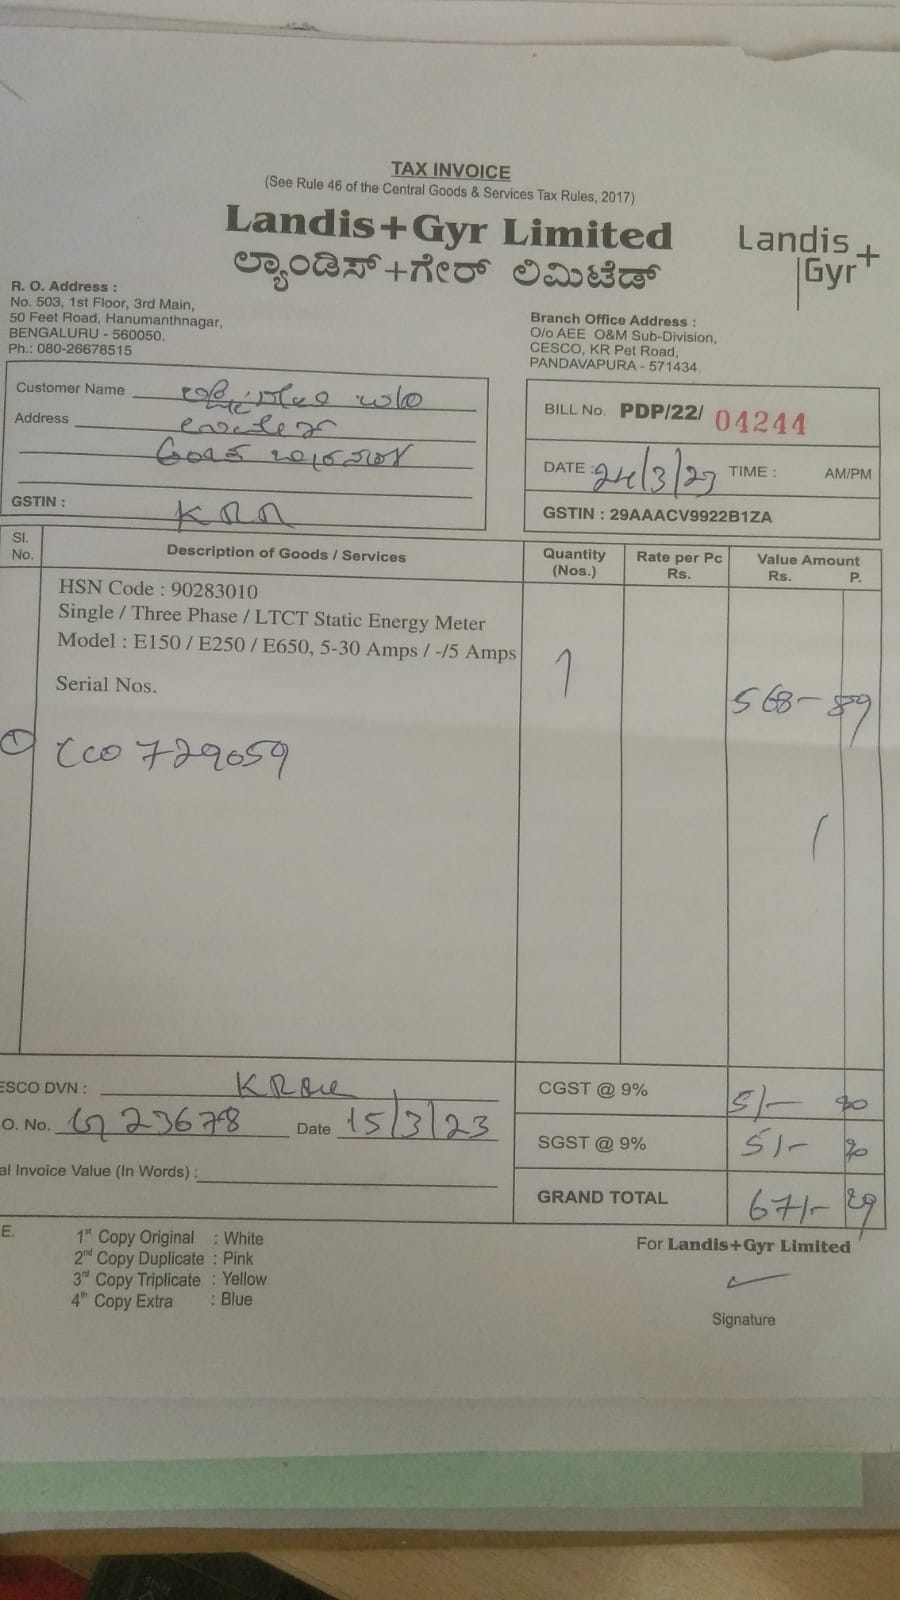 TAX INVOICE
(See Rule 46 of the Central Goods & Services Tax Rules, 2017)
Landis+Gyr Limited
ಲ್ಯಾಂಡಿಸ್+ಗೇರ್ ಲಿಮಿಟೆಡ್
Landis+
Gyr
R. O. Address :
No. 503, 1st Floor, 3rd Main,
50 Feet Road, Hanumanthnagar,
BENGALURU - 560050.
Ph.: 080-26678515
Branch Office Address :
O/o AEE O&M Sub-Division,
CESCO, KR Pet Road,
PANDAVAPURA - 571434.
Customer Name
Address
GSTIN :
BILL No. PDP/22/ 04244
DATE : 24/3/23 TIME : AM/PM
GSTIN : 29AAACV9922B1ZA
Sl. No. Description of Goods / Services Quantity (Nos.) Rate per Pc Rs. Value Amount Rs. P.
HSN Code : 90283010
Single / Three Phase / LTCT Static Energy Meter
Model : E150 / E250 / E650, 5-30 Amps / -/5 Amps
1
Serial Nos.
568- 89
1 729059
ESCO DVN :
O. No. 23678 Date 15/3/23
al Invoice Value (In Words) :
CGST @ 9% 51- 20
SGST @ 9% 51- 20
GRAND TOTAL 671- 29
E.
1st Copy Original : White
2nd Copy Duplicate : Pink
3rd Copy Triplicate : Yellow
4th Copy Extra : Blue
For Landis+Gyr Limited
Signature